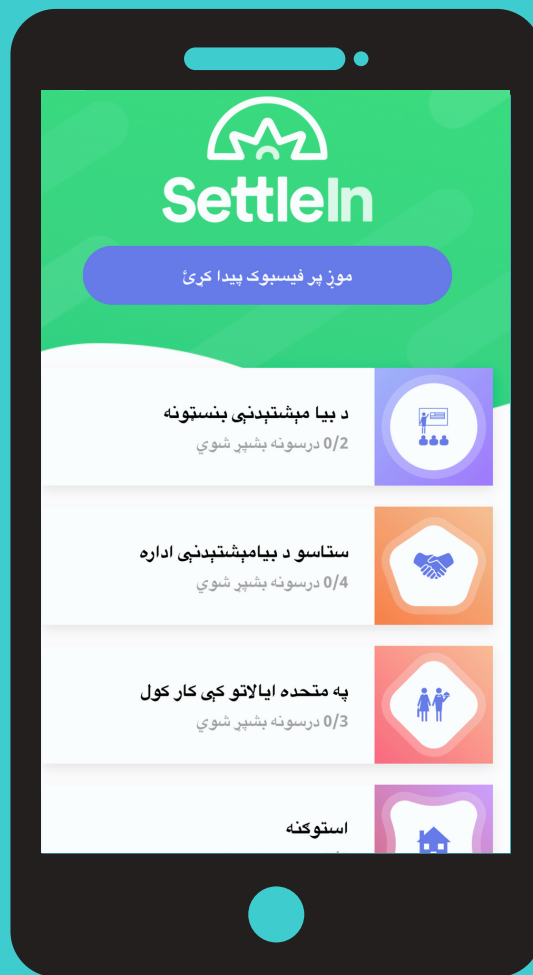 SettleIn
موږ پر فیسبوک پیدا کړئ
د بیا مېشتېدنې بنسټونه
0/2 درسونه بشپړ شوي
ستاسو د بیامېشتېدنې اداره
0/4 درسونه بشپړ شوي
په متحده ایالاتو کې کار کول
0/3 درسونه بشپړ شوي
استوګنه